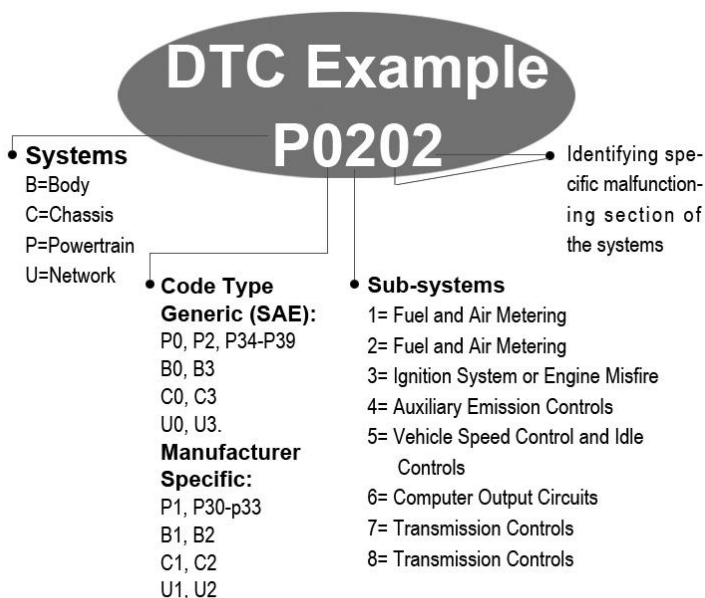 DTC Example
P0202
Systems
B=Body
C=Chassis
P=Powertrain
U=Network
Identifying spe-
cific malfunction-
ing section of
the systems
Code Type
Generic (SAE):
P0, P2, P34-P39
B0, B3
C0, C3
U0, U3.
Manufacturer
Specific:
P1, P30-p33
B1, B2
C1, C2
U1, U2
Sub-systems
1= Fuel and Air Metering
2= Fuel and Air Metering
3= Ignition System or Engine Misfire
4= Auxiliary Emission Controls
5= Vehicle Speed Control and Idle
Controls
6= Computer Output Circuits
7= Transmission Controls
8= Transmission Controls